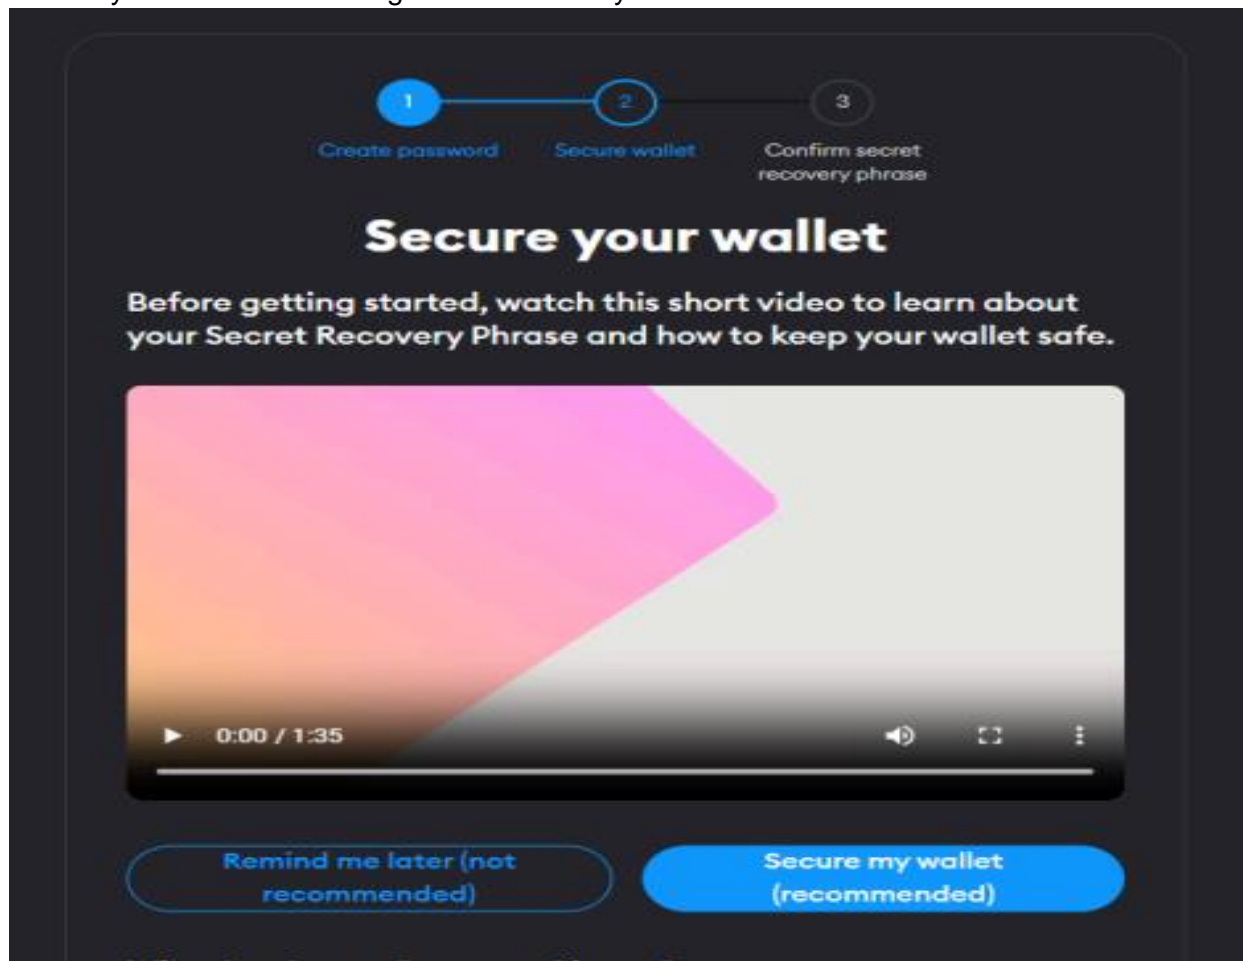 1
2
3
Create password
Secure wallet
Confirm secret
recovery phrase
Secure your wallet
Before getting started, watch this short video to learn about
your Secret Recovery Phrase and how to keep your wallet safe.
0:00 / 1:35
Remind me later (not
recommended)
Secure my wallet
(recommended)